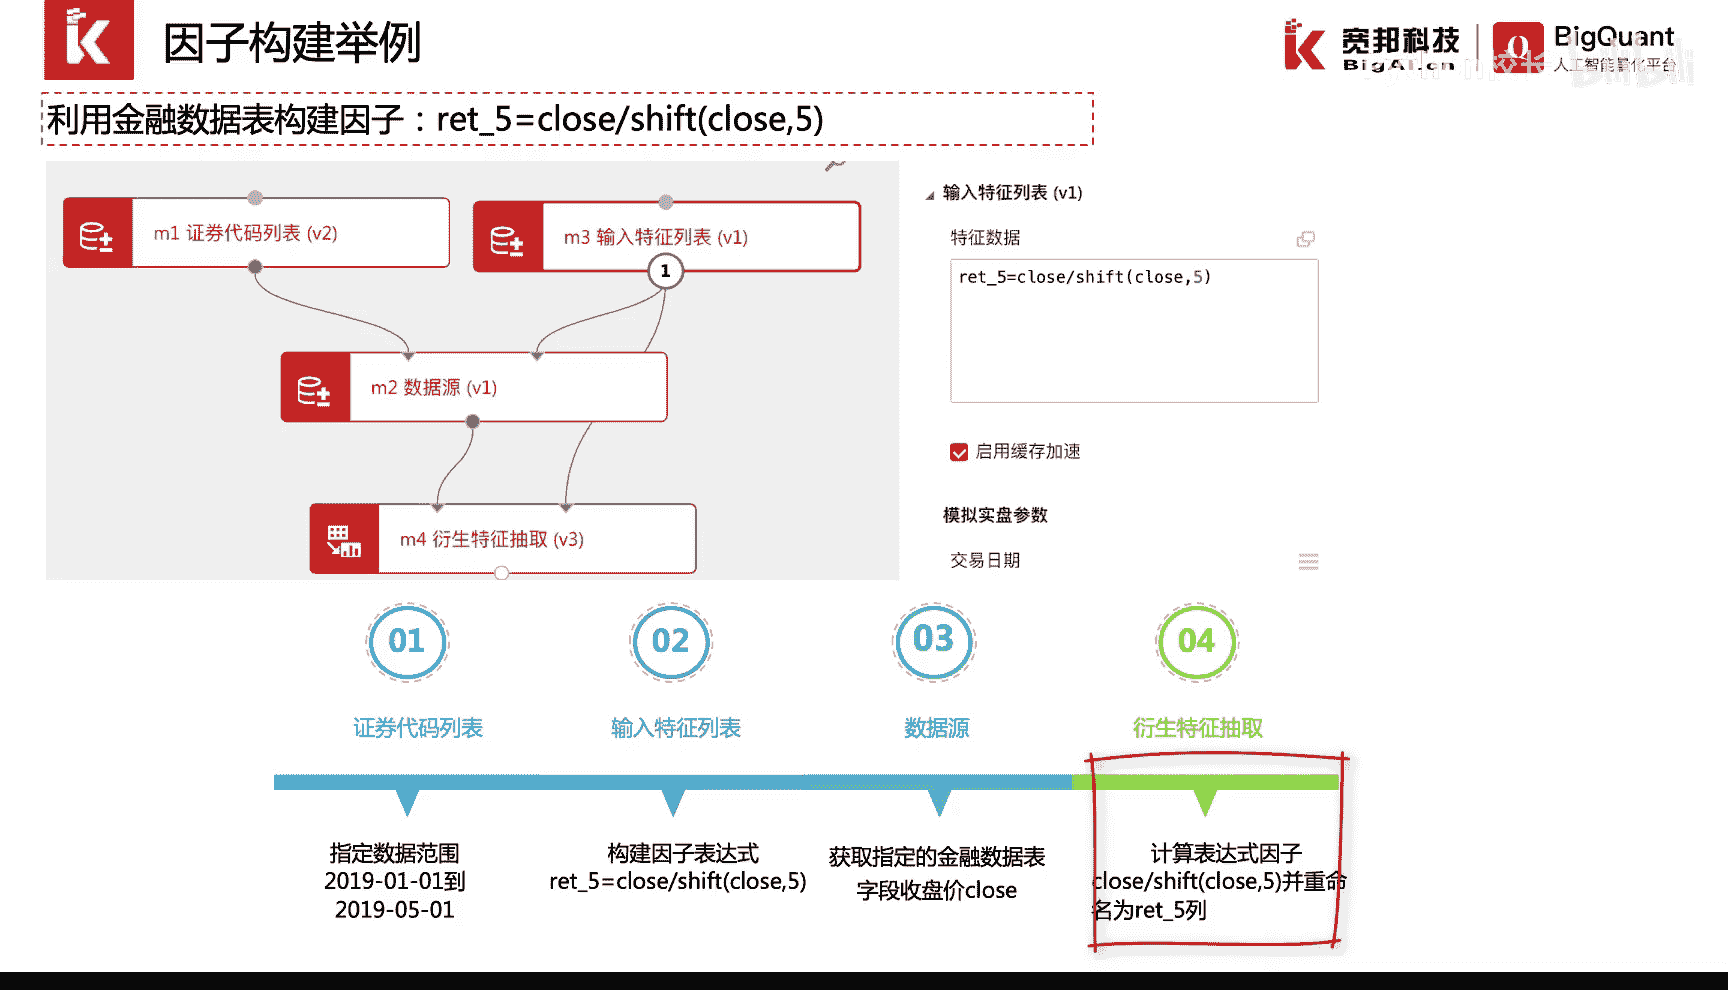 因子构建举例
宽邦科技
BigQuant
人工智能量化平台
利用金融数据表构建因子：ret_5=close/shift(close,5)
m1 证券代码列表 (v2)
m3 输入特征列表 (v1)
1
m2 数据源 (v1)
m4 衍生特征抽取 (v3)
输入特征列表 (v1)
特征数据
ret_5=close/shift(close,5)
启用缓存加速
模拟实盘参数
交易日期
01
02
03
04
证券代码列表
输入特征列表
数据源
衍生特征抽取
指定数据范围
2019-01-01到
2019-05-01
构建因子表达式
ret_5=close/shift(close,5)
获取指定的金融数据表
字段收盘价close
计算表达式因子
close/shift(close,5)并重命
名为ret_5列